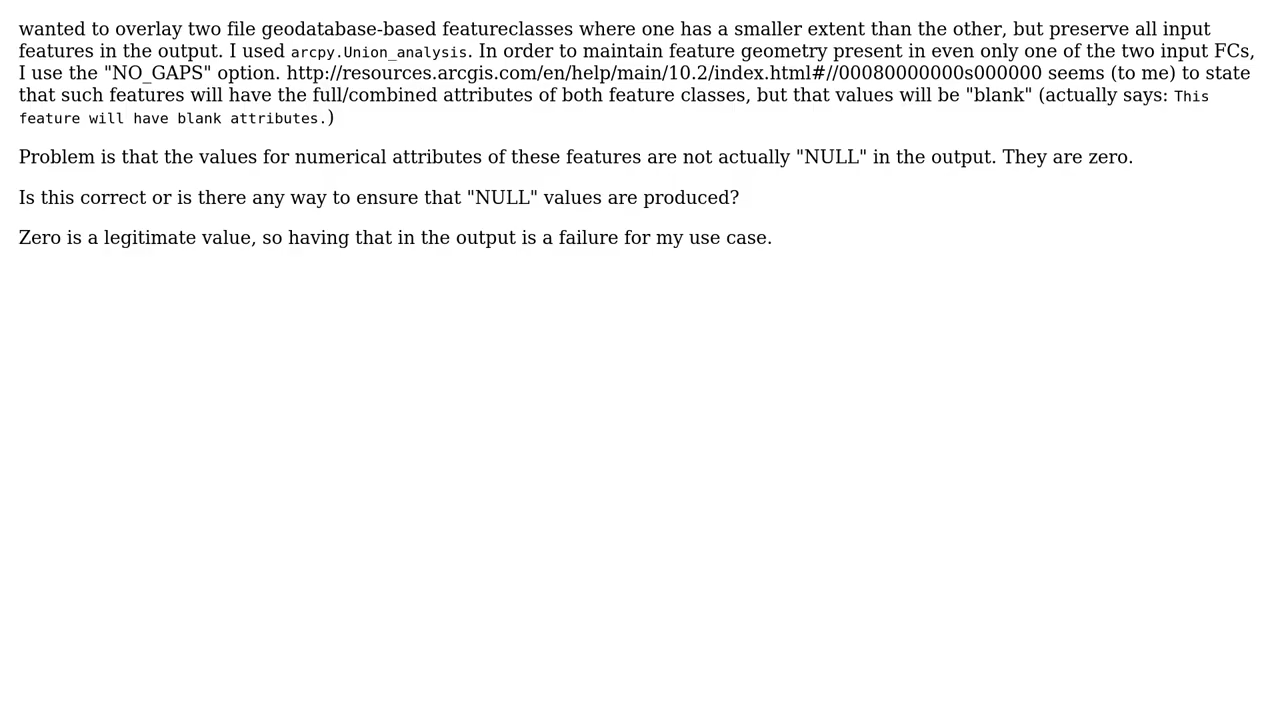 wanted to overlay two file geodatabase-based featureclasses where one has a smaller extent than the other, but preserve all input
features in the output. I used arcpy.Union_analysis. In order to maintain feature geometry present in even only one of the two input FCs,
I use the "NO_GAPS" option. http://resources.arcgis.com/en/help/main/10.2/index.html#//00080000000s000000 seems (to me) to state
that such features will have the full/combined attributes of both feature classes, but that values will be "blank" (actually says: This
feature will have blank attributes.)
Problem is that the values for numerical attributes of these features are not actually "NULL" in the output. They are zero.
Is this correct or is there any way to ensure that "NULL" values are produced?
Zero is a legitimate value, so having that in the output is a failure for my use case.